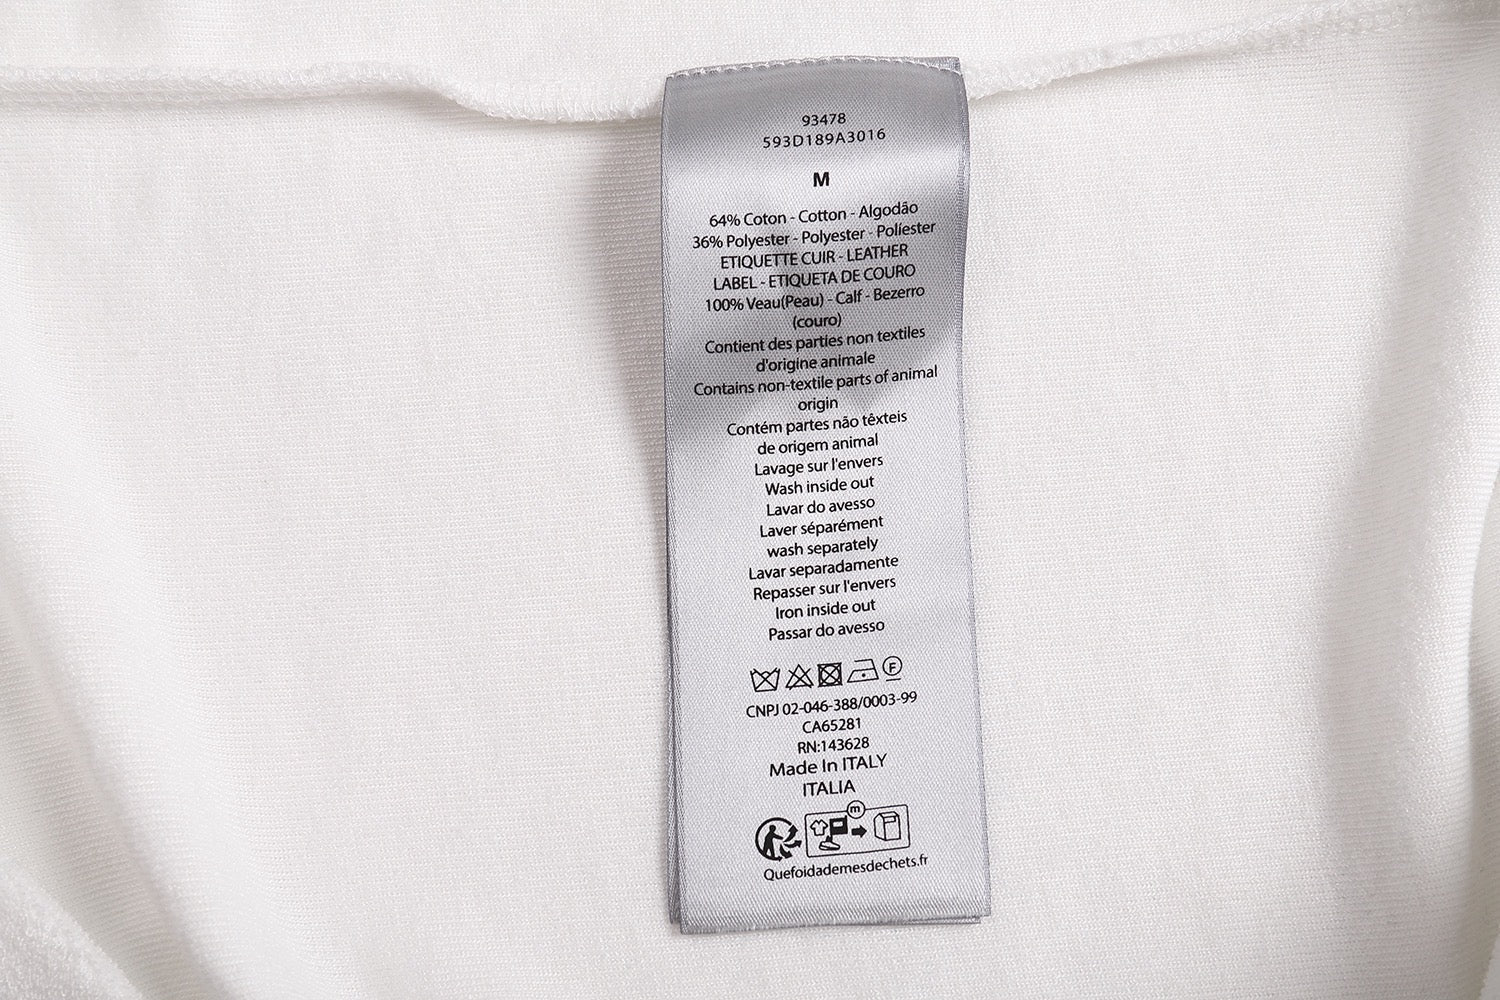 93478
593D189A3016
M
64% Coton - Cotton - Algodão
36% Polyester - Polyester - Políester
ETIQUETTE CUIR - LEATHER
LABEL - ETIQUETA DE COURO
100% Veau(Peau) - Calf - Bezerro
(couro)
Contient des parties non textiles
d'origine animale
Contains non-textile parts of animal
origin
Contém partes não têxteis
de origem animal
Lavage sur l'envers
Wash inside out
Lavar do avesso
Laver séparément
wash separately
Lavar separadamente
Repasser sur l'envers
Iron inside out
Passar do avesso
F
CNPJ 02-046-388/0003-99
CA65281
RN:143628
Made In ITALY
ITALIA
m
Quefoidademesdechets.fr